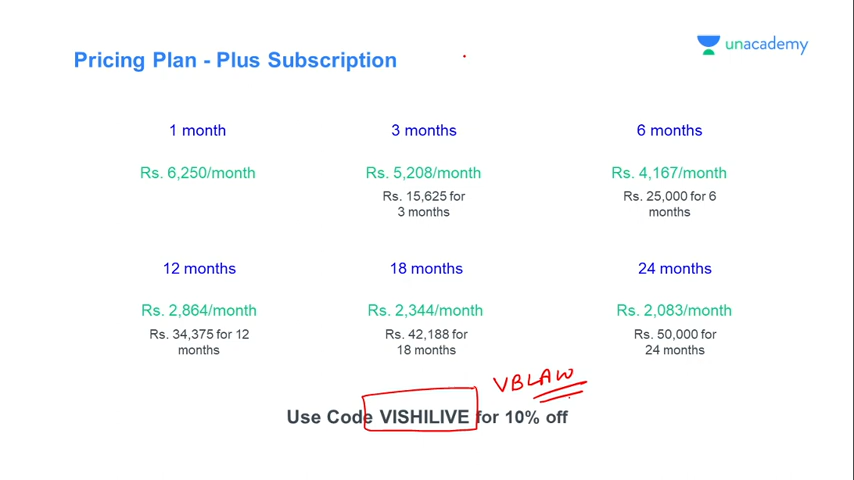 Pricing Plan - Plus Subscription
unacademy
1 month
3 months
6 months
Rs. 6,250/month
Rs. 5,208/month
Rs. 4,167/month
Rs. 15,625 for
3 months
Rs. 25,000 for 6
months
12 months
18 months
24 months
Rs. 2,864/month
Rs. 2,344/month
Rs. 2,083/month
Rs. 34,375 for 12
months
Rs. 42,188 for
18 months
Rs. 50,000 for
24 months
VBLAW
Use Code VISHILIVE for 10% off